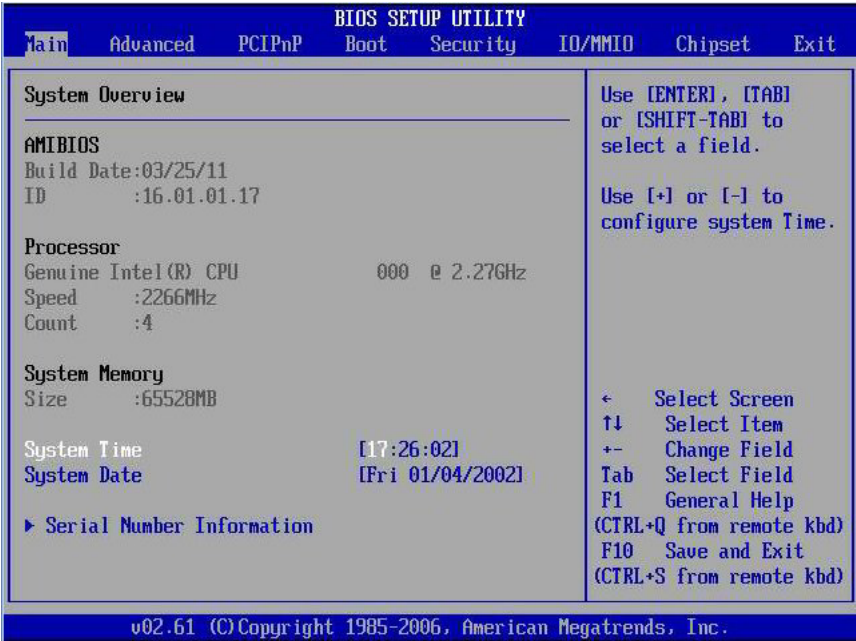 BIOS SETUP UTILITY
Main Advanced PCIPnP Boot Security IO/MMIO Chipset Exit
System Overview
AMIBIOS
Build Date:03/25/11
ID :16.01.01.17
Processor
Genuine Intel(R) CPU 000 @ 2.27GHz
Speed :2266MHz
Count :4
System Memory
Size :65528MB
System Time [17:26:02]
System Date [Fri 01/04/2002]
▶ Serial Number Information
Use [ENTER], [TAB]
or [SHIFT-TAB] to
select a field.
Use [+] or [-] to
configure system Time.
← Select Screen
↑↓ Select Item
+- Change Field
Tab Select Field
F1 General Help
(CTRL+Q from remote kbd)
F10 Save and Exit
(CTRL+S from remote kbd)
v02.61 (C)Copyright 1985-2006, American Megatrends, Inc.